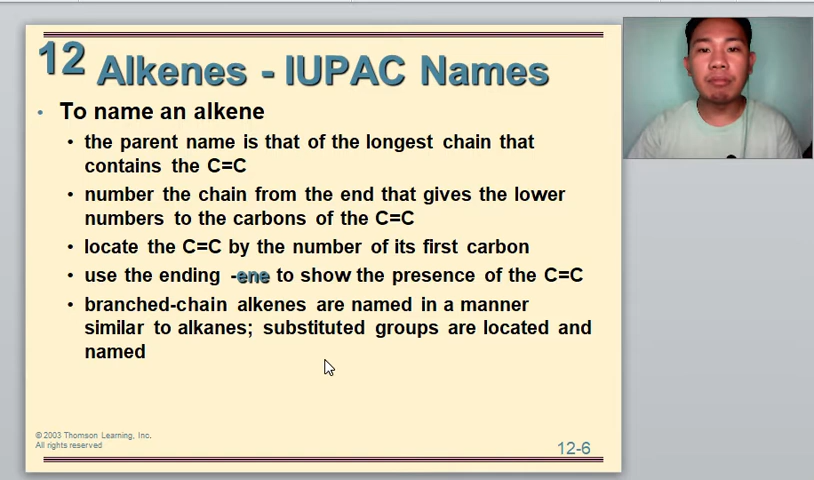 12 Alkenes - IUPAC Names
• To name an alkene
• the parent name is that of the longest chain that
contains the C=C
• number the chain from the end that gives the lower
numbers to the carbons of the C=C
• locate the C=C by the number of its first carbon
• use the ending -ene to show the presence of the C=C
• branched-chain alkenes are named in a manner
similar to alkanes; substituted groups are located and
named
© 2003 Thomson Learning, Inc.
All rights reserved
12-6